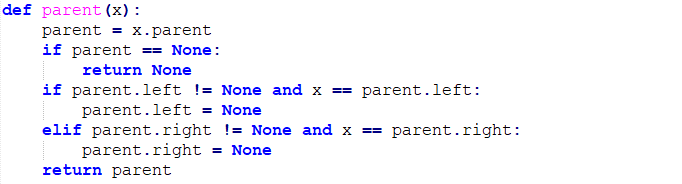 def parent(x):
    parent = x.parent
    if parent == None:
        return None
    if parent.left != None and x == parent.left:
        parent.left = None
    elif parent.right != None and x == parent.right:
        parent.right = None
    return parent